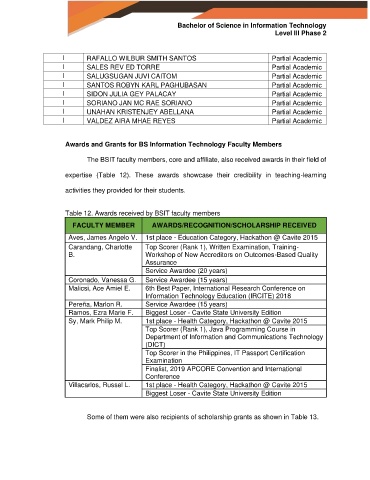 Bachelor of Science in Information Technology
Level III Phase 2
I RAFALLO WILBUR SMITH SANTOS Partial Academic
I SALES REV ED TORRE Partial Academic
I SALUGSUGAN JUVI CAITOM Partial Academic
I SANTOS ROBYN KARL PAGHUBASAN Partial Academic
I SIDON JULIA GEY PALACAY Partial Academic
I SORIANO JAN MC RAE SORIANO Partial Academic
I UNAHAN KRISTENJEY ABELLANA Partial Academic
I VALDEZ AIRA MHAE REYES Partial Academic
Awards and Grants for BS Information Technology Faculty Members
The BSIT faculty members, core and affiliate, also received awards in their field of
expertise (Table 12). These awards showcase their credibility in teaching-learning
activities they provided for their students.
Table 12. Awards received by BSIT faculty members
FACULTY MEMBER AWARDS/RECOGNITION/SCHOLARSHIP RECEIVED
Aves, James Angelo V. 1st place - Education Category, Hackathon @ Cavite 2015
Carandang, Charlotte Top Scorer (Rank 1), Written Examination, Training-
B. Workshop of New Accreditors on Outcomes-Based Quality
Assurance
Service Awardee (20 years)
Coronado, Vanessa G. Service Awardee (15 years)
Malicsi, Ace Amiel E. 6th Best Paper, International Research Conference on
Information Technology Education (IRCITE) 2018
Pereña, Marlon R. Service Awardee (15 years)
Ramos, Ezra Marie F. Biggest Loser - Cavite State University Edition
Sy, Mark Philip M. 1st place - Health Category, Hackathon @ Cavite 2015
Top Scorer (Rank 1), Java Programming Course in
Department of Information and Communications Technology
(DICT)
Top Scorer in the Philippines, IT Passport Certification
Examination
Finalist, 2019 APCORE Convention and International
Conference
Villacarlos, Russel L. 1st place - Health Category, Hackathon @ Cavite 2015
Biggest Loser - Cavite State University Edition
Some of them were also recipients of scholarship grants as shown in Table 13.